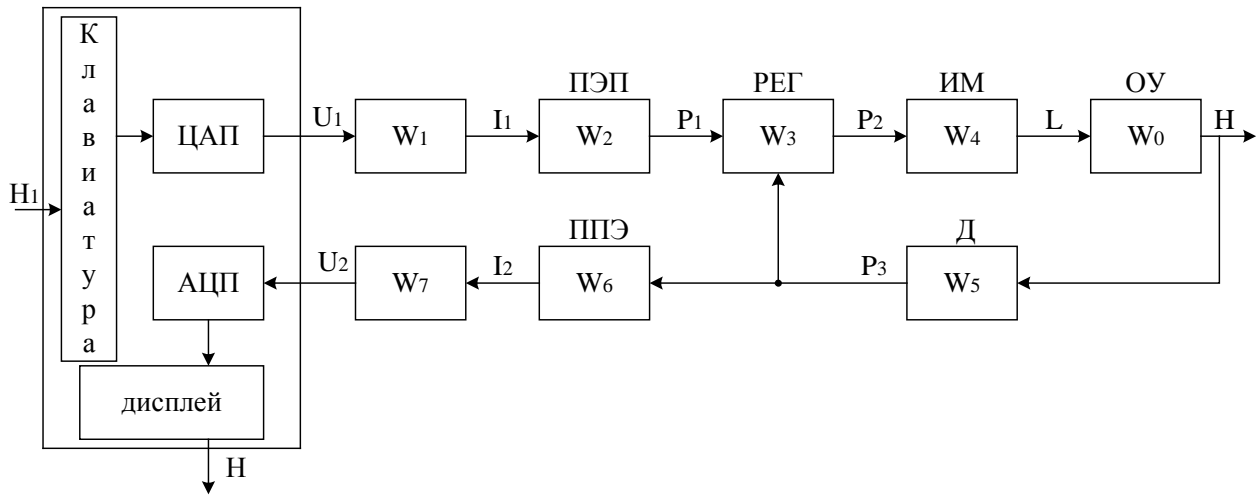 Клавиатура
ПЭП
РЕГ
ИМ
ОУ
ЦАП
U1
W1
I1
W2
P1
W3
P2
W4
L
W0
H
H1
ППЭ
Д
АЦП
U2
W7
I2
W6
P3
W5
дисплей
H